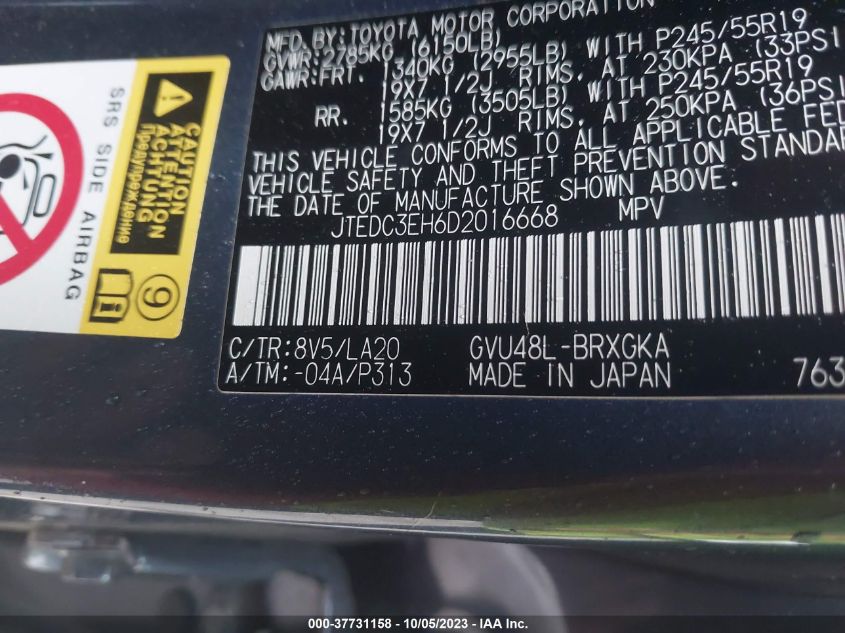 MFD. BY: TOYOTA MOTOR CORPORATION
GVWR: 2785KG (6150LB)
GAWR: FRT. 1340KG (2955LB) WITH P245/55R19
19X7 1/2J RIMS, AT 230KPA (33PSI
RR. 1585KG (3505LB) WITH P245/55R19
19X7 1/2J RIMS, AT 250KPA (36PSI
THIS VEHICLE CONFORMS TO ALL APPLICABLE FED
VEHICLE SAFETY AND THEFT PREVENTION STANDAR
THE DATE OF MANUFACTURE SHOWN ABOVE.
JTEDC3EH6D2016668 MPV
C/TR:8V5/LA20 GVU48L-BRXGKA
A/TM:-04A/P313 MADE IN JAPAN 763
SRS SIDE AIRBAG
CAUTION
ATTENTION
ACHTUNG
Предупреждение
9
000-37731158 - 10/05/2023 - IAA Inc.